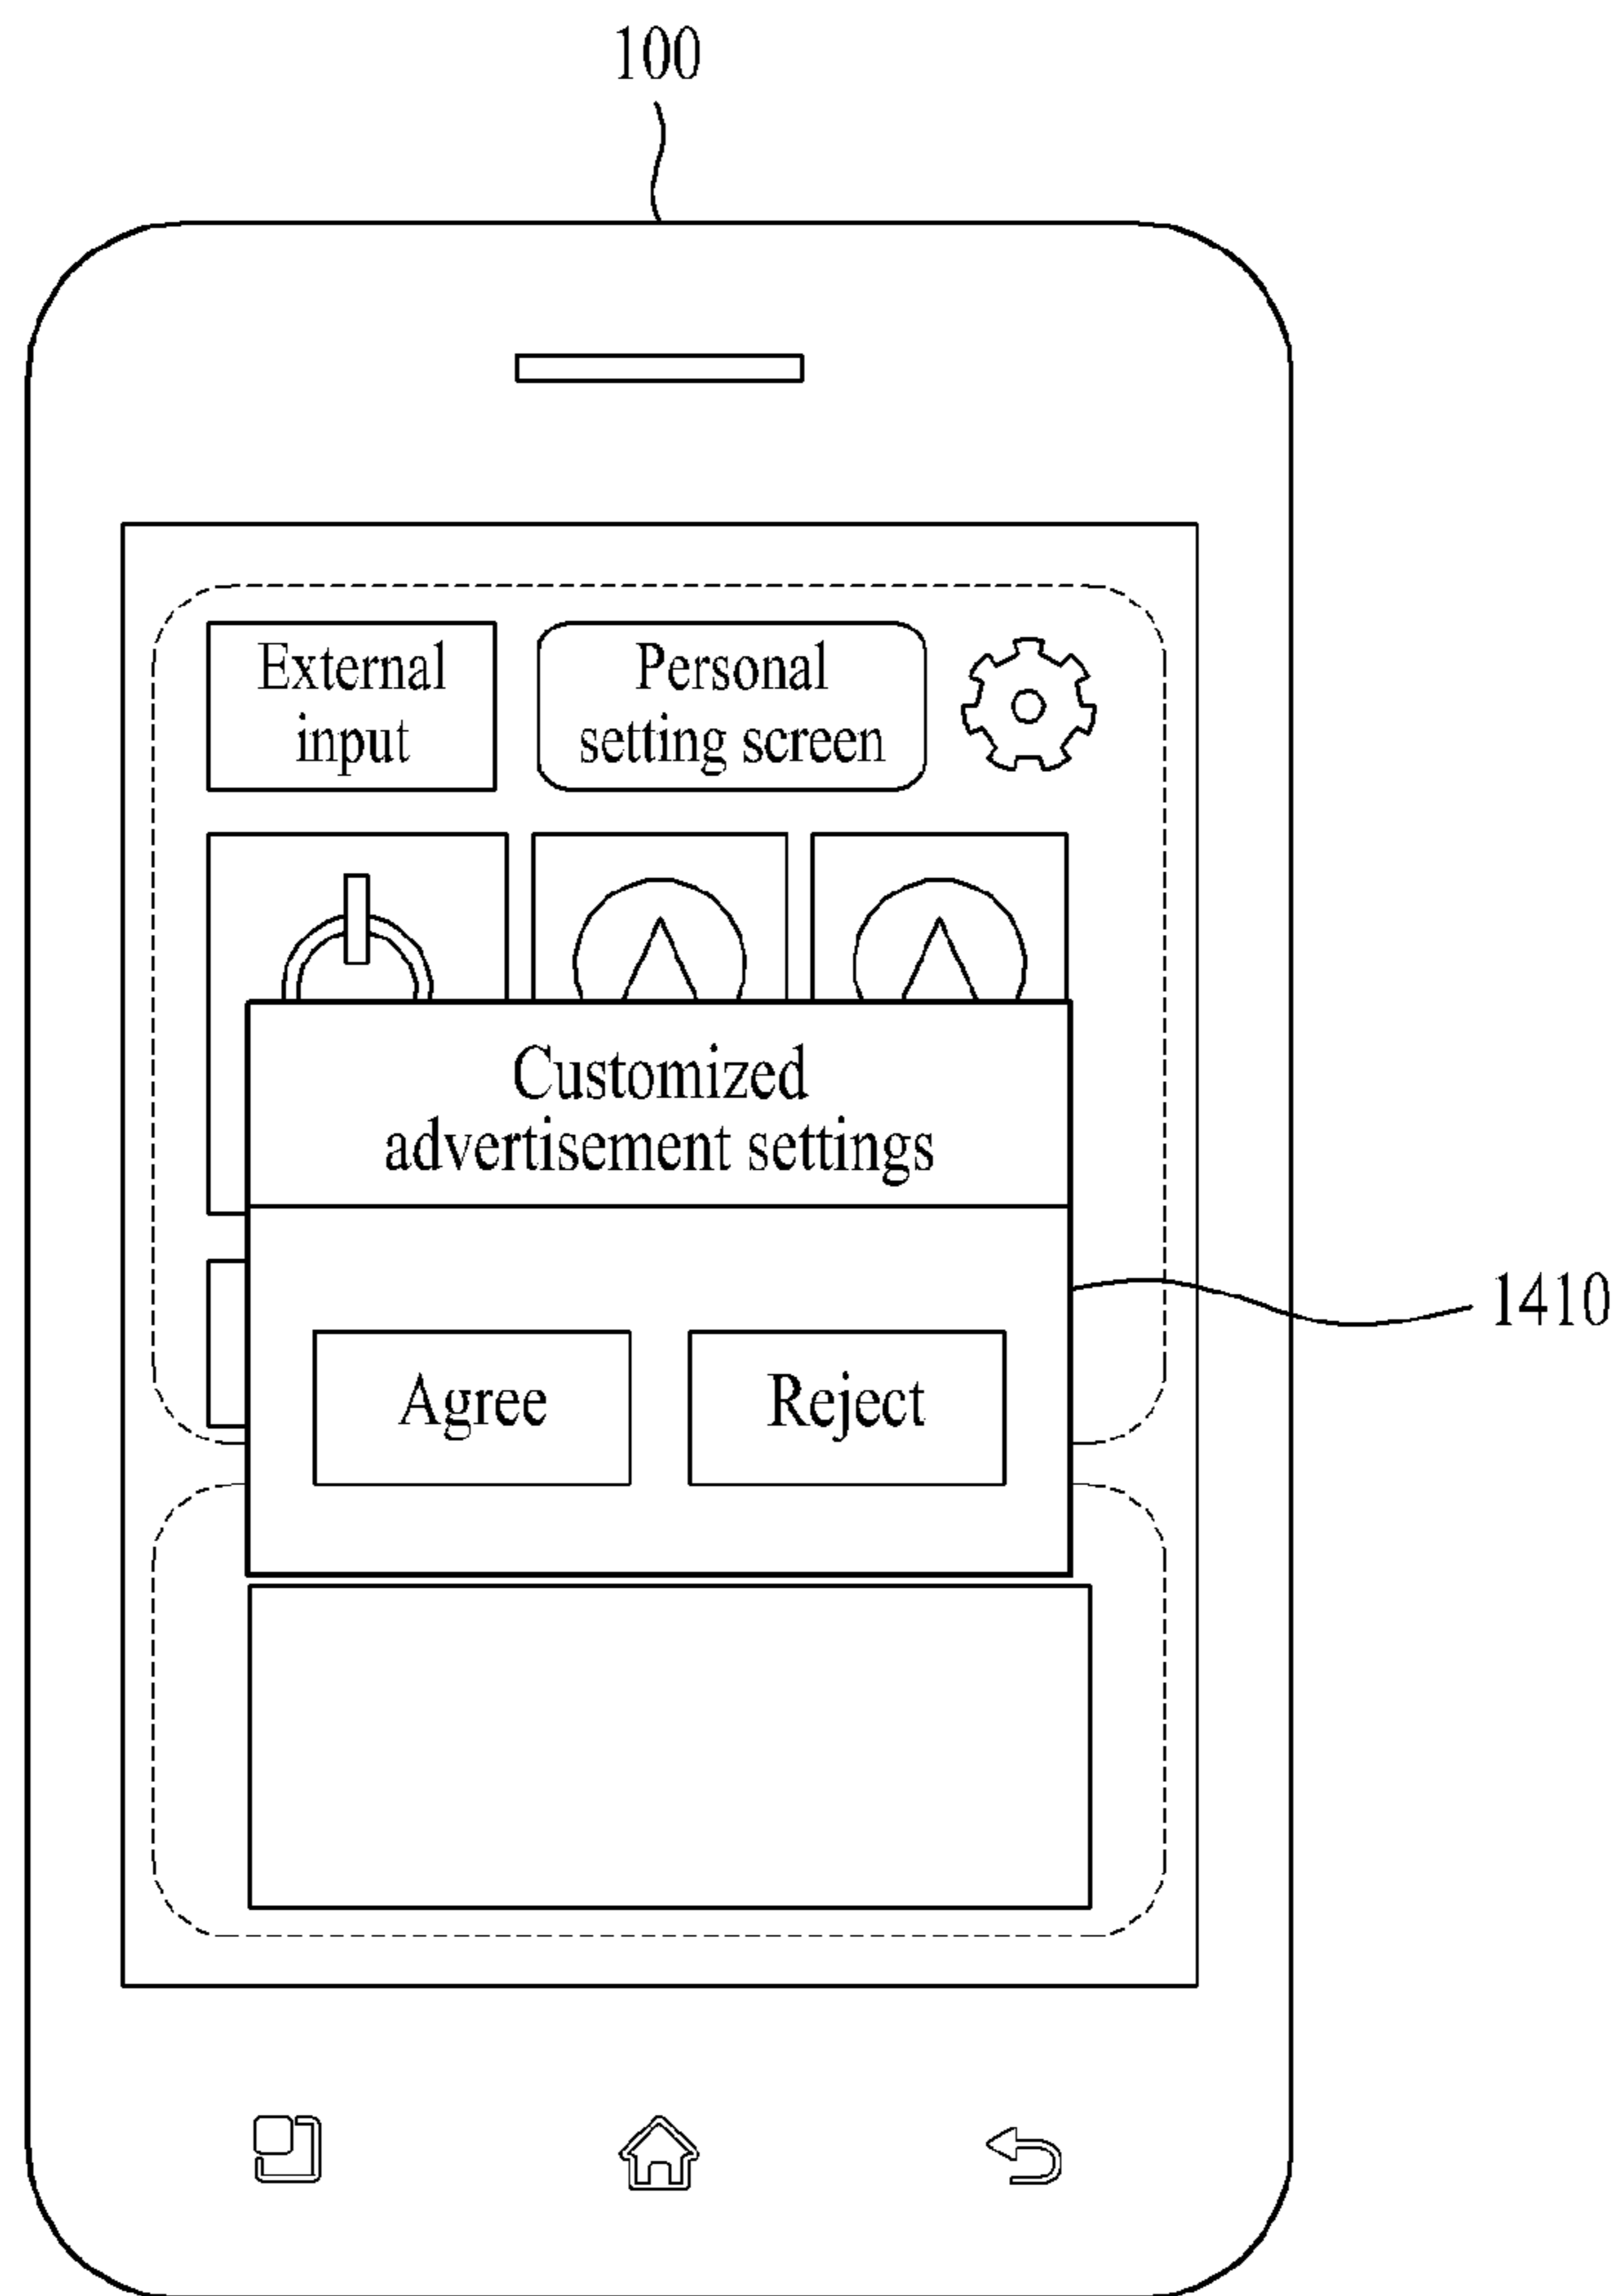 100
External
input
Personal
setting screen
Customized
advertisement settings
1410
Agree
Reject